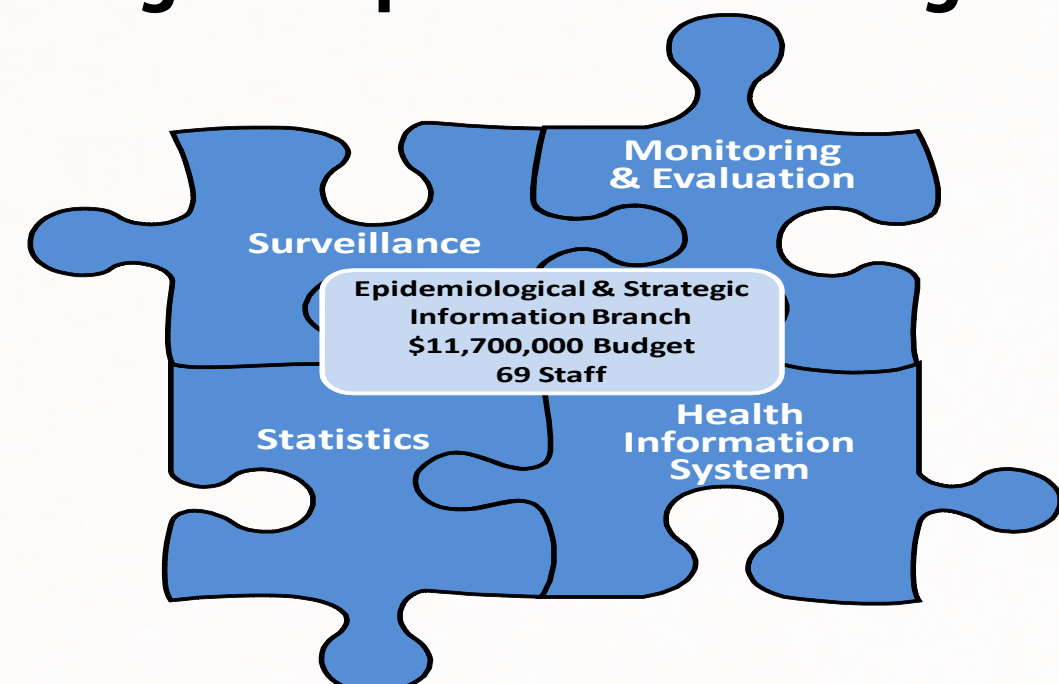 Monitoring
& Evaluation
Surveillance
Epidemiological & Strategic
Information Branch
$11,700,000 Budget
69 Staff
Statistics
Health
Information
System